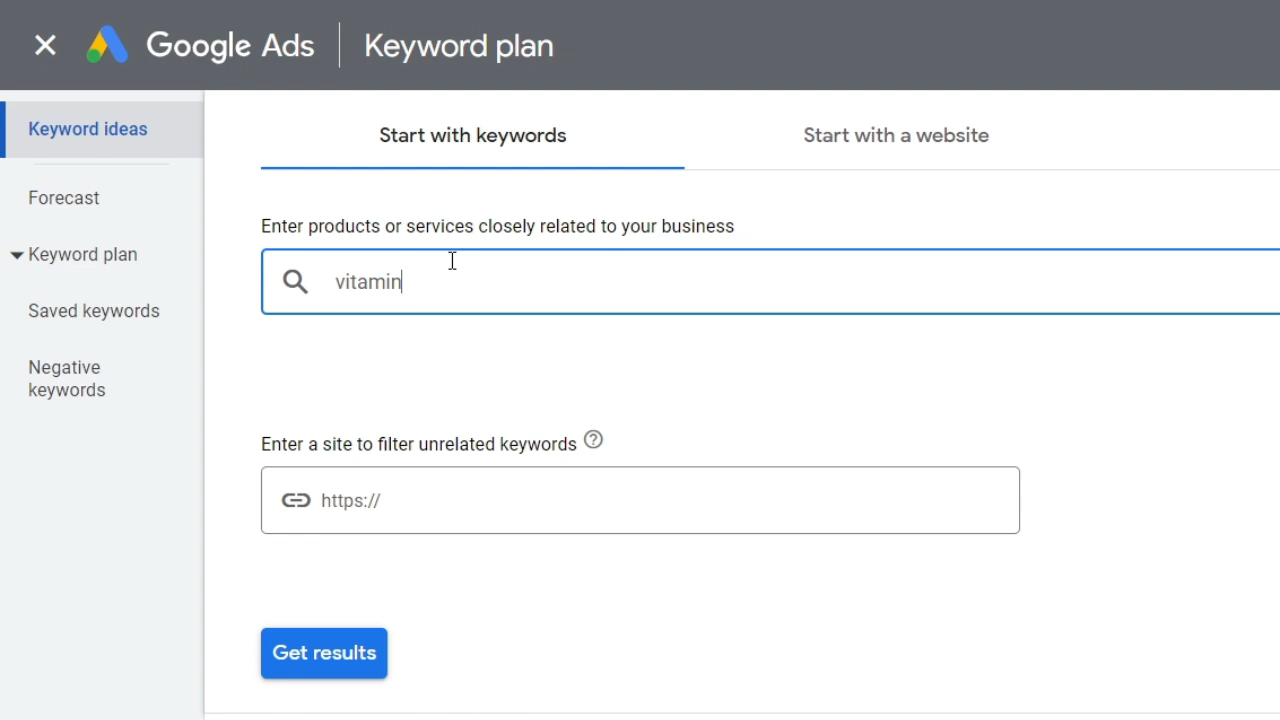 Google Ads Keyword plan
Keyword ideas
Forecast
Keyword plan
Saved keywords
Negative
keywords
Start with keywords
Start with a website
Enter products or services closely related to your business
vitamin
Enter a site to filter unrelated keywords
https://
Get results